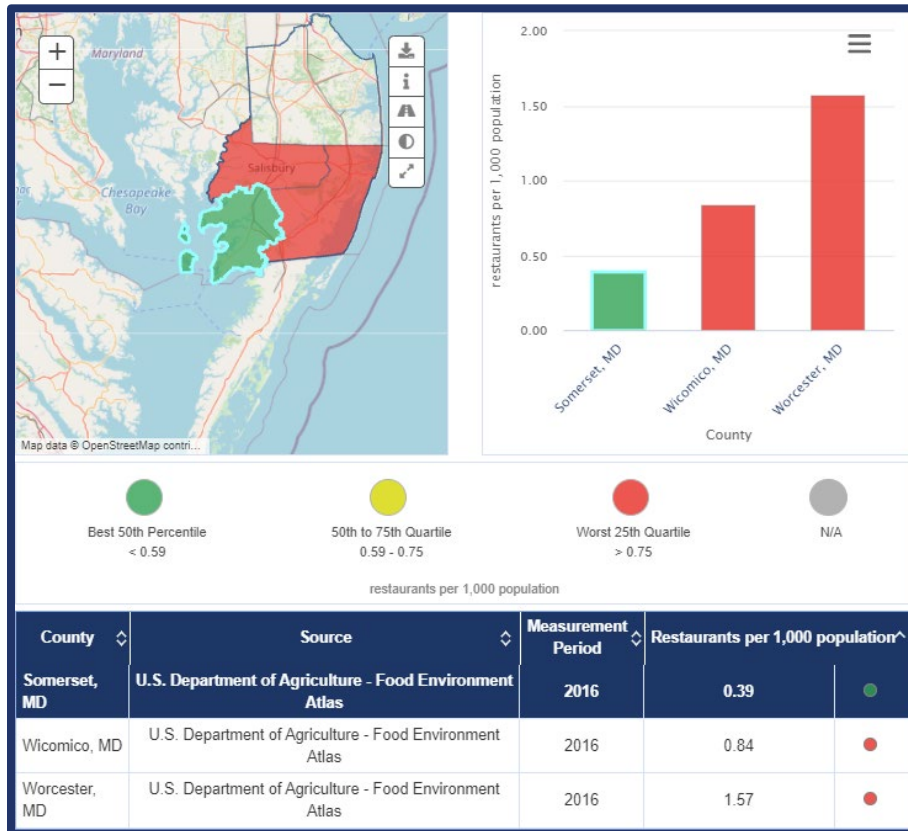 +
−
Maryland
Salisbury
Chesapeake
Bay
Map data © OpenStreetMap contri...
2.00
1.50
1.00
0.50
0.00
restaurants per 1,000 population
Somerset, MD
Wicomico, MD
Worcester, MD
County
Best 50th Percentile
< 0.59
50th to 75th Quartile
0.59 - 0.75
Worst 25th Quartile
> 0.75
N/A
restaurants per 1,000 population
County Source Measurement Period Restaurants per 1,000 population
Somerset, MD U.S. Department of Agriculture - Food Environment Atlas 2016 0.39
Wicomico, MD U.S. Department of Agriculture - Food Environment Atlas 2016 0.84
Worcester, MD U.S. Department of Agriculture - Food Environment Atlas 2016 1.57